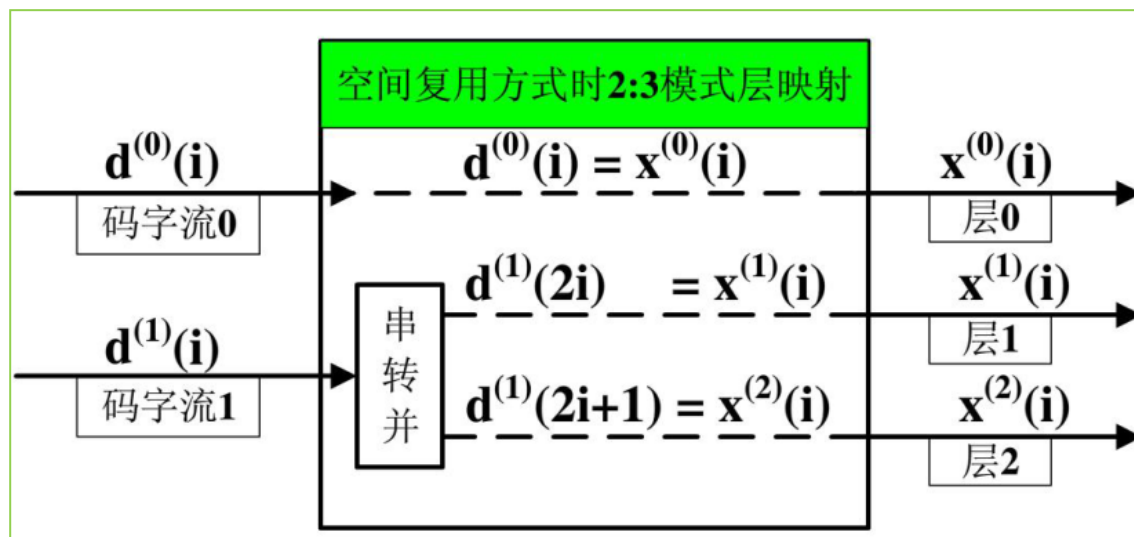 空间复用方式时2:3模式层映射
d⁽⁰⁾(i)
d⁽⁰⁾(i) = x⁽⁰⁾(i)
x⁽⁰⁾(i)
码字流0
层0
d⁽¹⁾(2i) = x⁽¹⁾(i)
x⁽¹⁾(i)
层1
d⁽¹⁾(i)
码字流1
串转并
d⁽¹⁾(2i+1) = x⁽²⁾(i)
x⁽²⁾(i)
层2